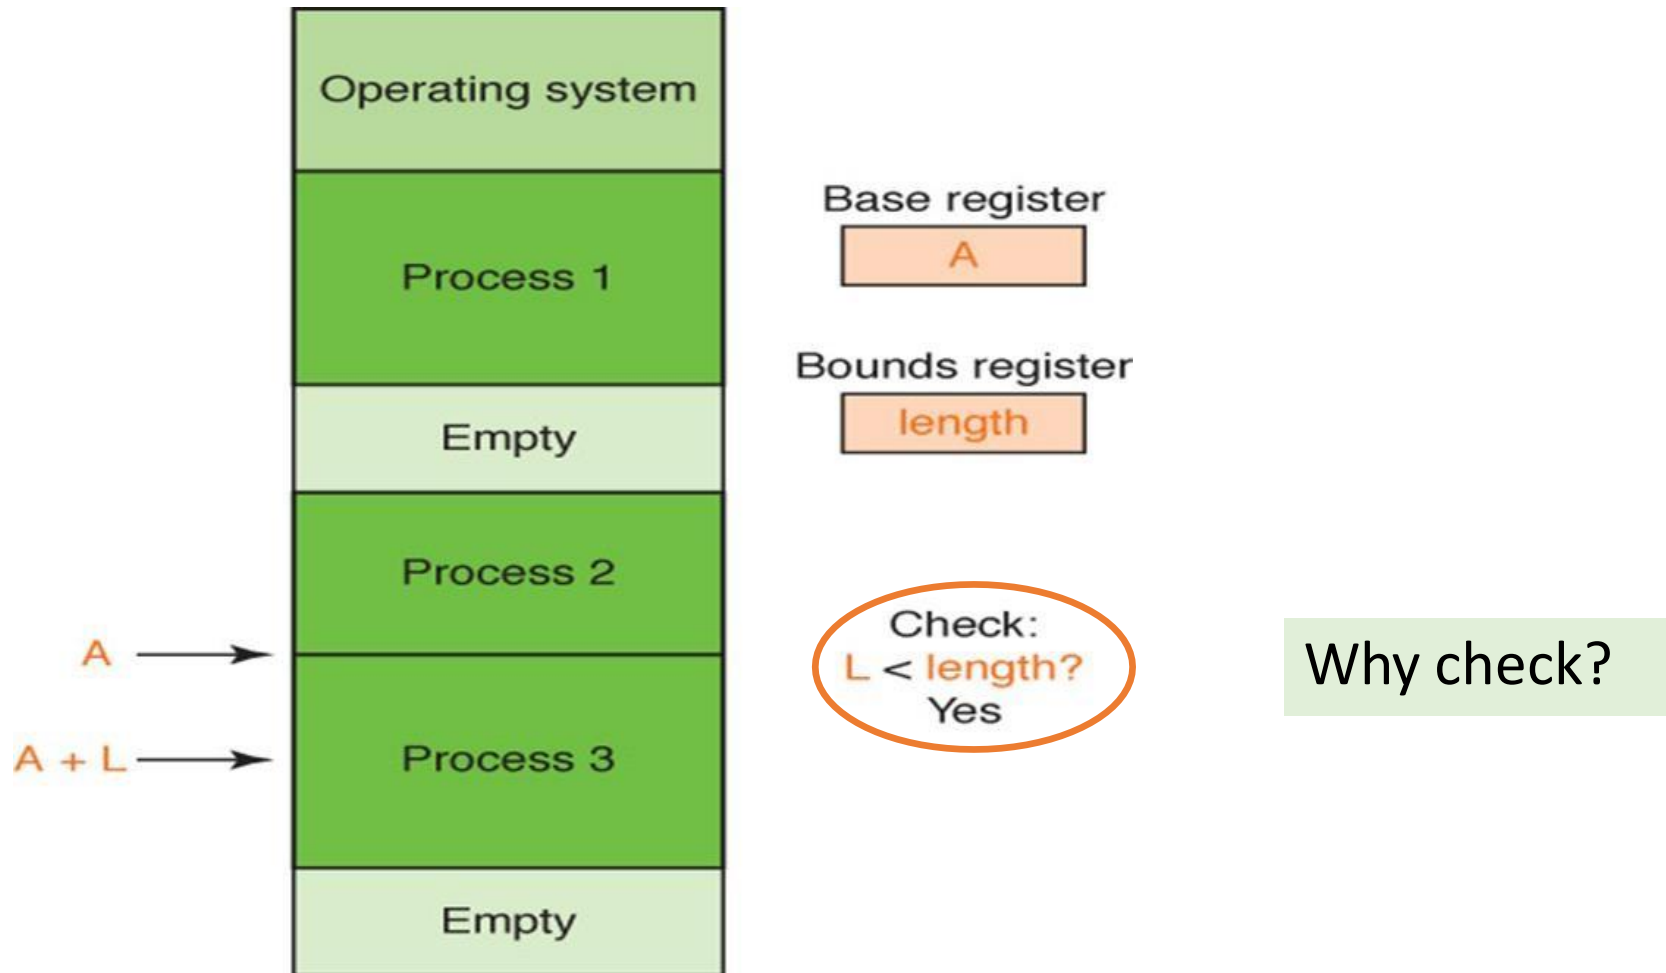 Operating system
Process 1
Empty
Process 2
Process 3
Empty
A
A + L
Base register
A
Bounds register
length
Check:
L < length?
Yes
Why check?